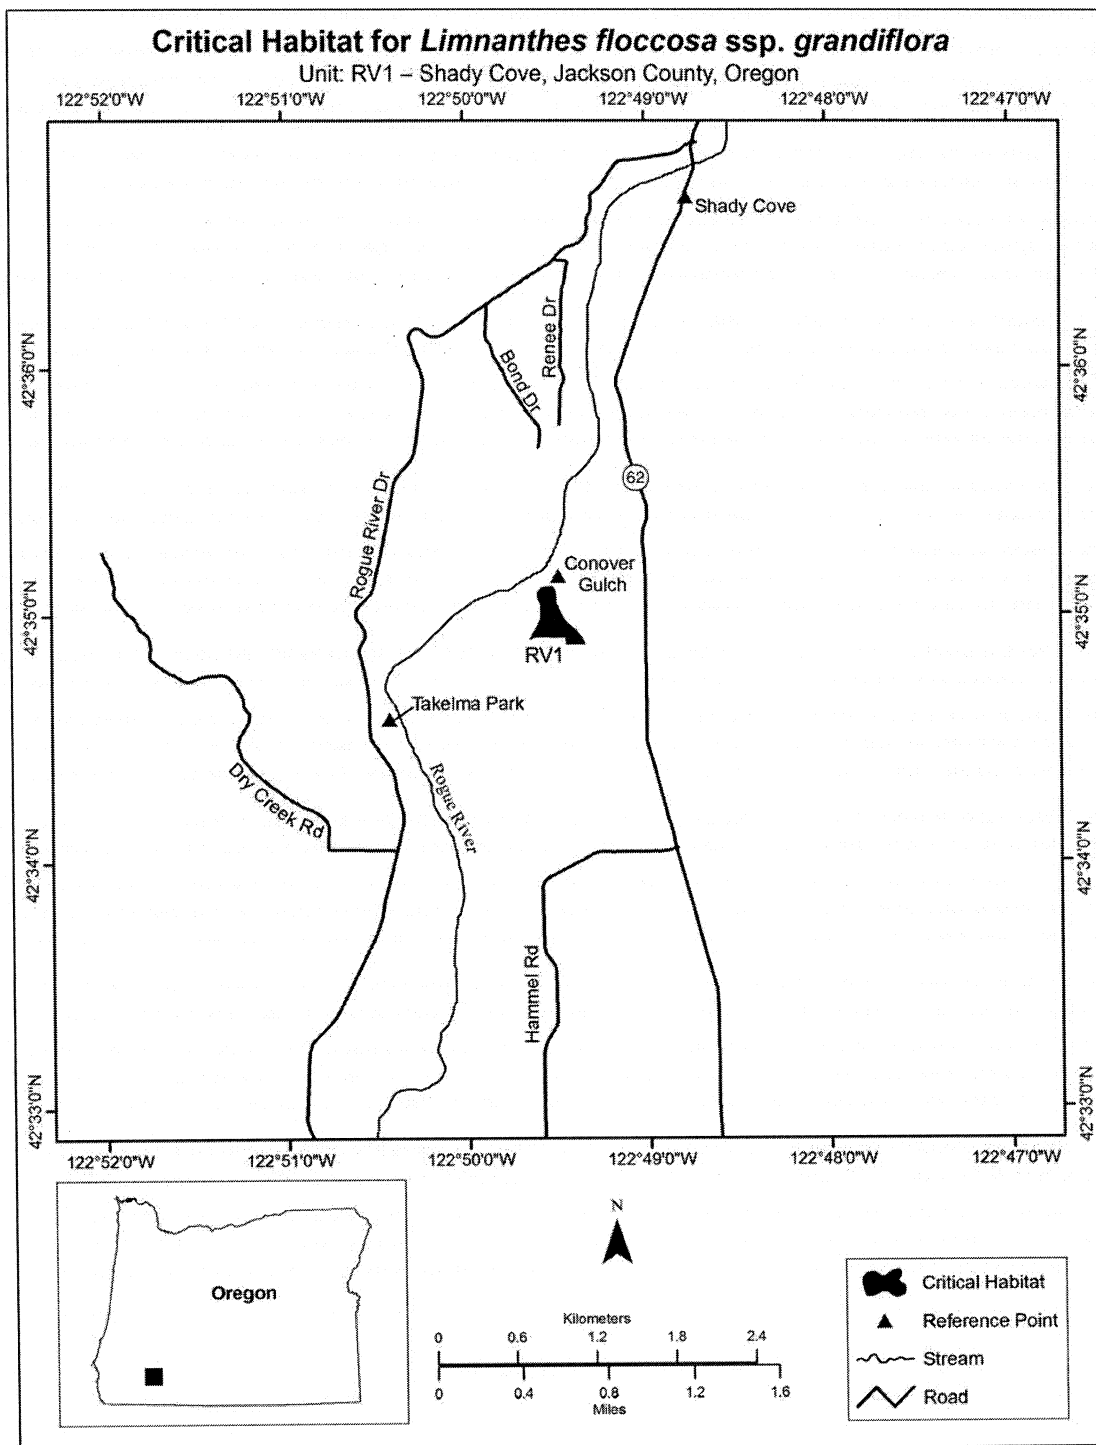 Critical Habitat for Limnanthes floccosa ssp. grandiflora
Unit: RV1 – Shady Cove, Jackson County, Oregon
122°52'0"W 122°51'0"W 122°50'0"W 122°49'0"W 122°48'0"W 122°47'0"W
Shady Cove
Renee Dr
Bond Dr
42°36'0"N
42°36'0"N
62
Rogue River Dr
Conover
Gulch
42°35'0"N
42°35'0"N
RV1
Takelma Park
Dry Creek Rd
Rogue River
42°34'0"N
42°34'0"N
Hammel Rd
42°33'0"N
42°33'0"N
122°52'0"W 122°51'0"W 122°50'0"W 122°49'0"W 122°48'0"W 122°47'0"W
Oregon
N
Kilometers
0 0.6 1.2 1.8 2.4
0 0.4 0.8 1.2 1.6
Miles
Critical Habitat
Reference Point
Stream
Road